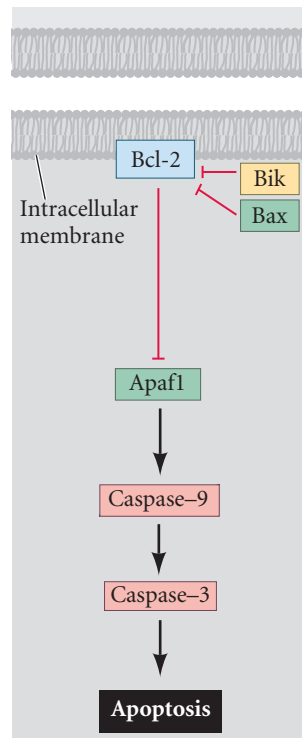 Bcl-2
Bik
Intracellular
membrane
Bax
Apaf1
Caspase–9
Caspase–3
Apoptosis